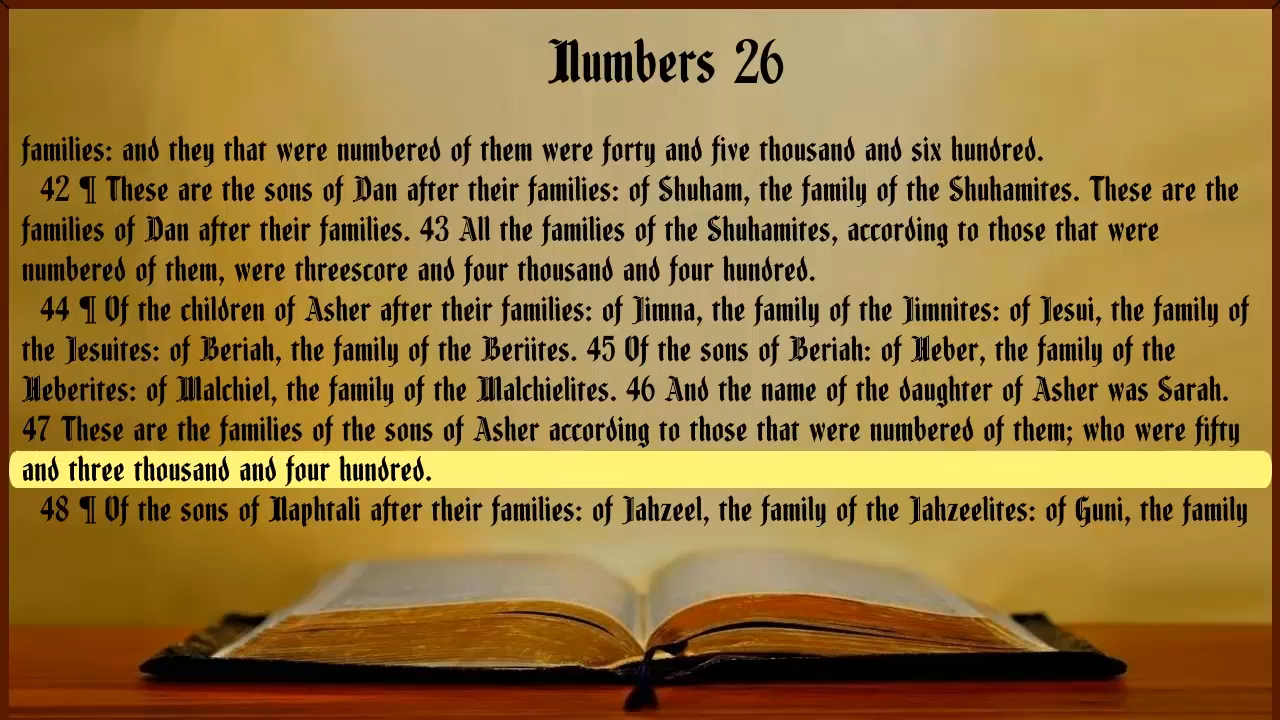 Numbers 26
families: and they that were numbered of them were forty and five thousand and six hundred.
42 ¶ These are the sons of Dan after their families: of Shuham, the family of the Shuhamites. These are the
families of Dan after their families. 43 All the families of the Shuhamites, according to those that were
numbered of them, were threescore and four thousand and four hundred.
44 ¶ Of the children of Asher after their families: of Jimna, the family of the Jimnites: of Jesui, the family of
the Jesuites: of Beriah, the family of the Beriites. 45 Of the sons of Beriah: of Heber, the family of the
Heberites: of Malchiel, the family of the Malchielites. 46 And the name of the daughter of Asher was Sarah.
47 These are the families of the sons of Asher according to those that were numbered of them; who were fifty
and three thousand and four hundred.
48 ¶ Of the sons of Naphtali after their families: of Jahzeel, the family of the Jahzeelites: of Guni, the family